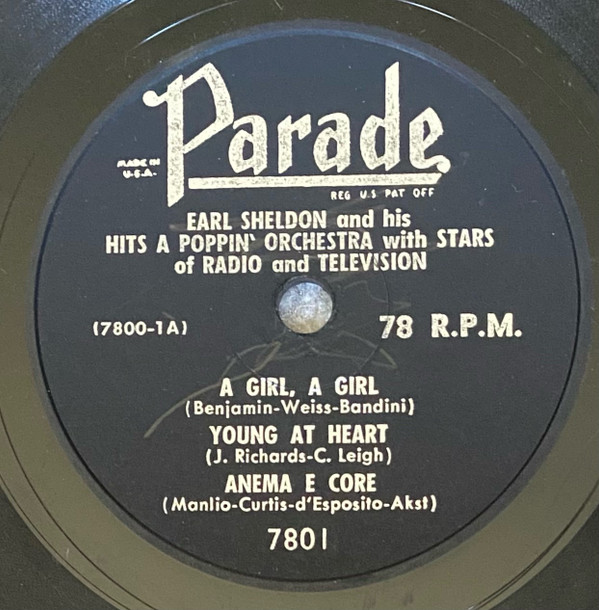 Parade
MADE IN
U.S.A.
REG U.S PAT OFF
EARL SHELDON and his
HITS A POPPIN' ORCHESTRA with STARS
of RADIO and TELEVISION
(7800-1A)
78 R.P.M.
A GIRL, A GIRL
(Benjamin-Weiss-Bandini)
YOUNG AT HEART
(J. Richards-C. Leigh)
ANEMA E CORE
(Manlio-Curtis-d'Esposito-Akst)
7801